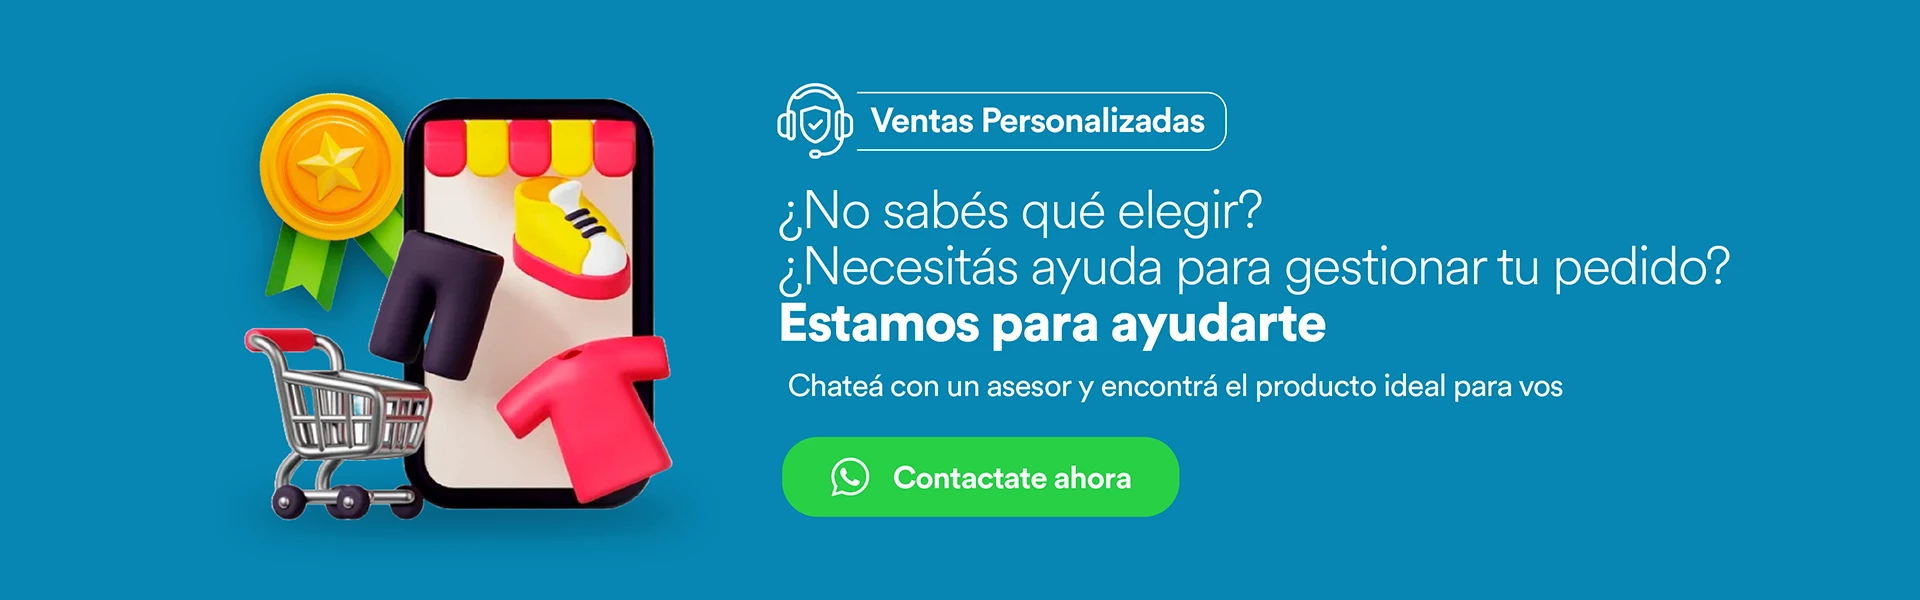 Ventas Personalizadas
¿No sabés qué elegir?
¿Necesitás ayuda para gestionar tu pedido?
Estamos para ayudarte
Chateá con un asesor y encontrá el producto ideal para vos
Contactate ahora